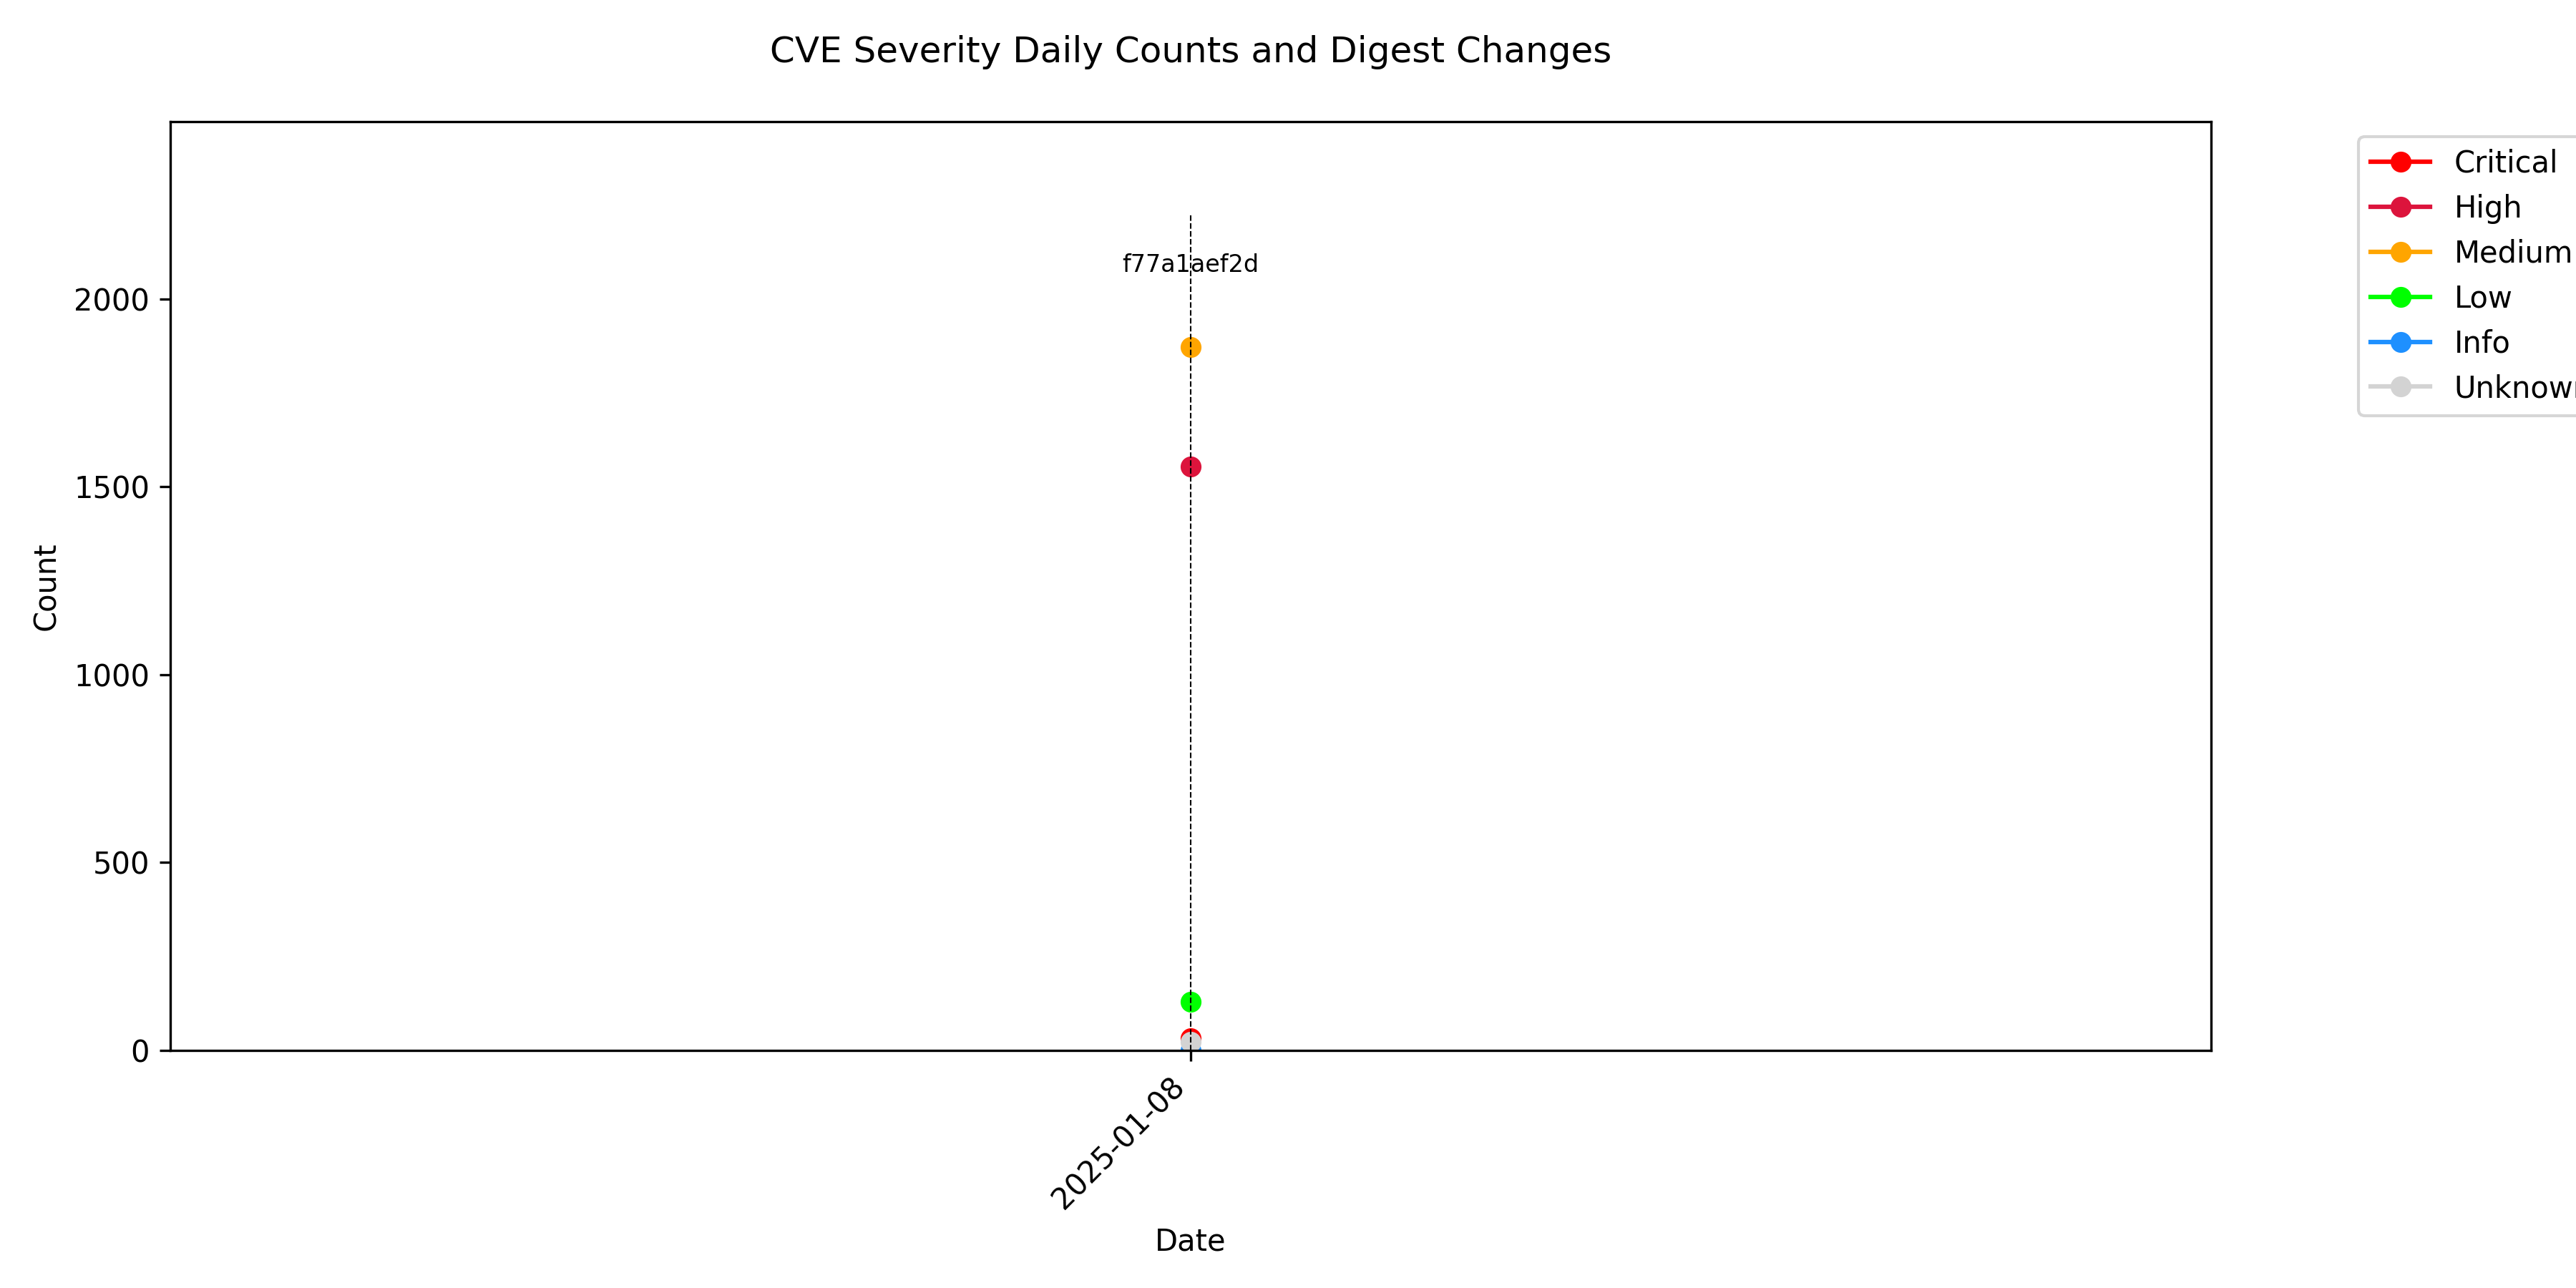 CVE Severity Daily Counts and Digest Changes
Critical
High
Medium
Low
Info
Unknown
f77a1aef2d
2000
1500
1000
500
0
Count
2025-01-08
Date